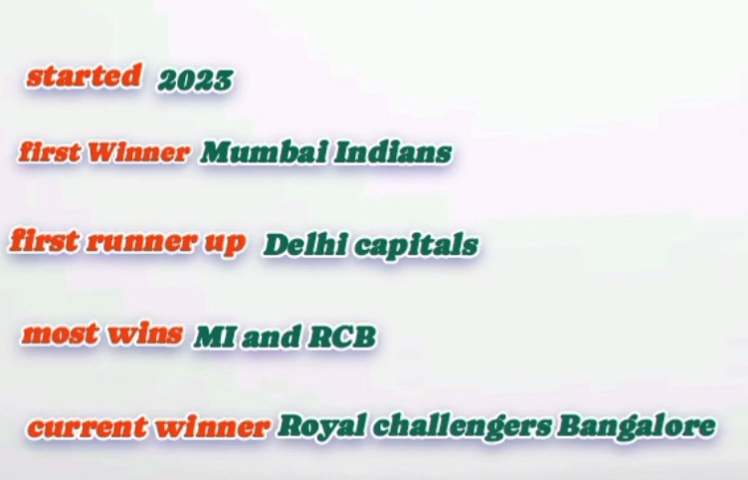 started 2023
first Winner Mumbai Indians
first runner up Delhi capitals
most wins MI and RCB
current winner Royal challengers Bangalore